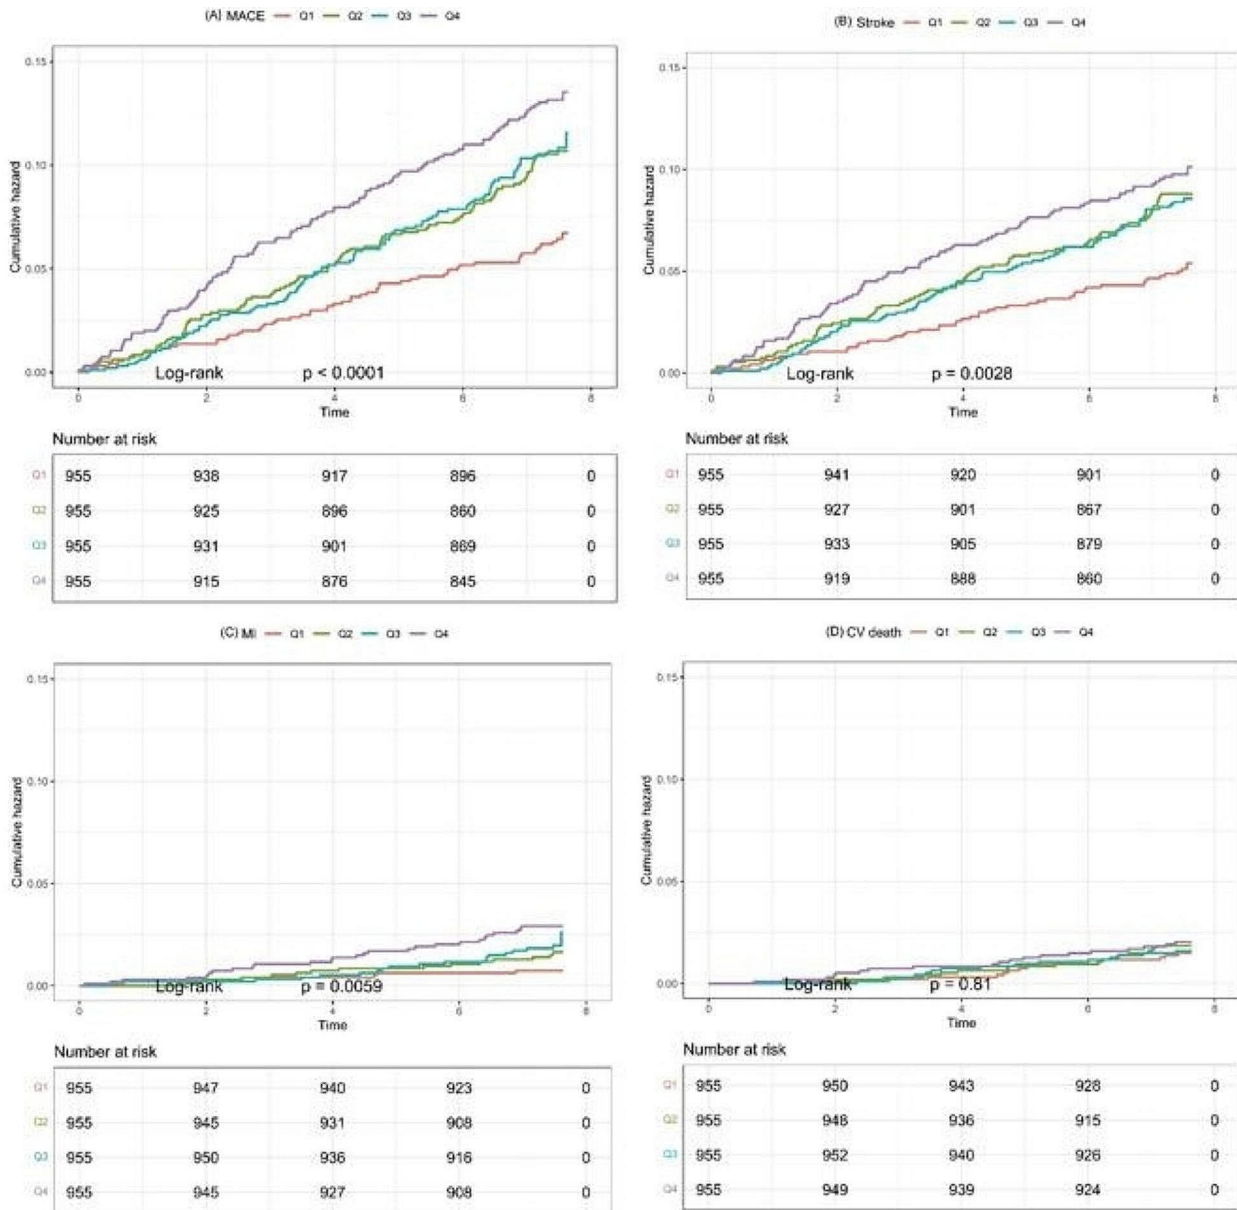 (A) MACE Q1 Q2 Q3 Q4
Cumulative hazard
0.15
0.10
0.05
0.00
Log-rank p < 0.0001
0 2 4 6 8
Time
Number at risk
Q1 955 938 917 896 0
Q2 955 925 896 860 0
Q3 955 931 901 869 0
Q4 955 915 876 845 0
(B) Stroke Q1 Q2 Q3 Q4
Cumulative hazard
0.15
0.10
0.05
0.00
Log-rank p = 0.0028
0 2 4 6 8
Time
Number at risk
Q1 955 941 920 901 0
Q2 955 927 901 867 0
Q3 955 933 905 879 0
Q4 955 919 888 860 0
(C) MI Q1 Q2 Q3 Q4
Cumulative hazard
0.15
0.10
0.05
0.00
Log-rank p = 0.0059
0 2 4 6 8
Time
Number at risk
Q1 955 947 940 923 0
Q2 955 945 931 908 0
Q3 955 950 936 916 0
Q4 955 945 927 908 0
(D) CV death Q1 Q2 Q3 Q4
Cumulative hazard
0.15
0.10
0.05
0.00
Log-rank p = 0.81
0 2 4 6 8
Time
Number at risk
Q1 955 950 943 928 0
Q2 955 948 936 915 0
Q3 955 952 940 926 0
Q4 955 949 939 924 0